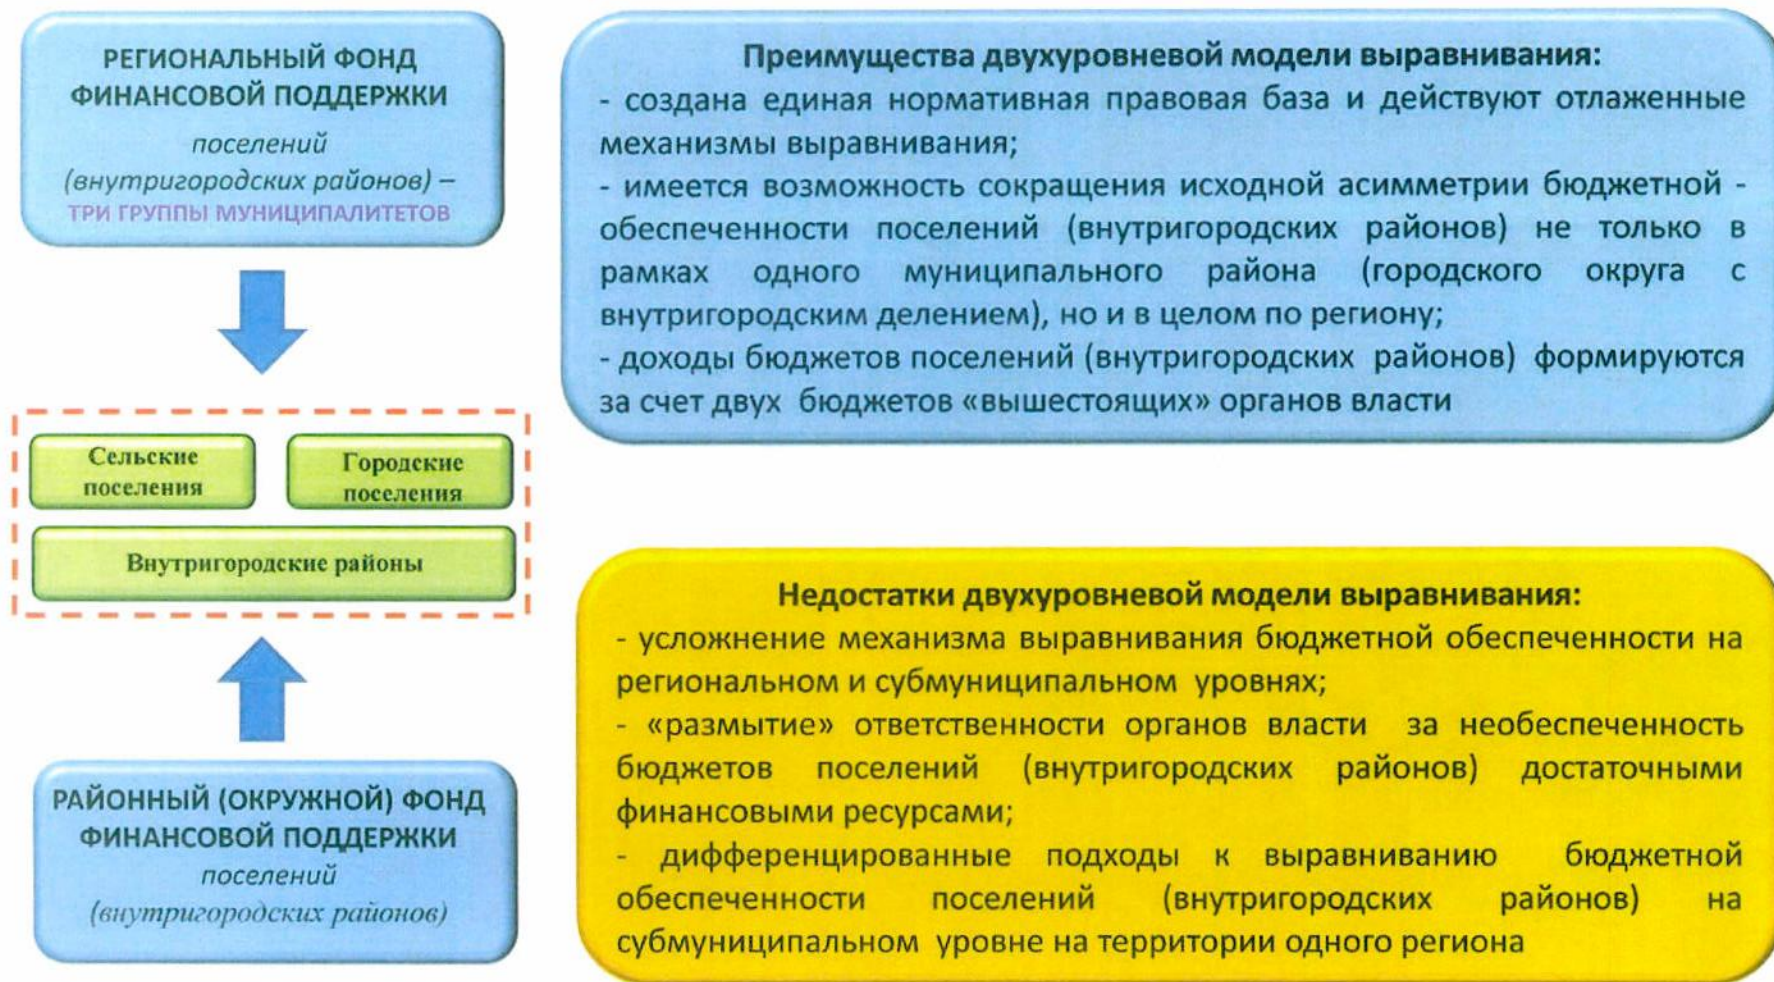 РЕГИОНАЛЬНЫЙ ФОНД
ФИНАНСОВОЙ ПОДДЕРЖКИ
поселений
(внутригородских районов) –
ТРИ ГРУППЫ МУНИЦИПАЛИТЕТОВ
Сельские
поселения
Городские
поселения
Внутригородские районы
РАЙОННЫЙ (ОКРУЖНОЙ) ФОНД
ФИНАНСОВОЙ ПОДДЕРЖКИ
поселений
(внутригородских районов)
Преимущества двухуровневой модели выравнивания:
- создана единая нормативная правовая база и действуют отлаженные
механизмы выравнивания;
- имеется возможность сокращения исходной асимметрии бюджетной -
обеспеченности поселений (внутригородских районов) не только в
рамках одного муниципального района (городского округа с
внутригородским делением), но и в целом по региону;
- доходы бюджетов поселений (внутригородских районов) формируются
за счет двух бюджетов «вышестоящих» органов власти
Недостатки двухуровневой модели выравнивания:
- усложнение механизма выравнивания бюджетной обеспеченности на
региональном и субмуниципальном уровнях;
- «размытие» ответственности органов власти за необеспеченность
бюджетов поселений (внутригородских районов) достаточными
финансовыми ресурсами;
- дифференцированные подходы к выравниванию бюджетной
обеспеченности поселений (внутригородских районов) на
субмуниципальном уровне на территории одного региона